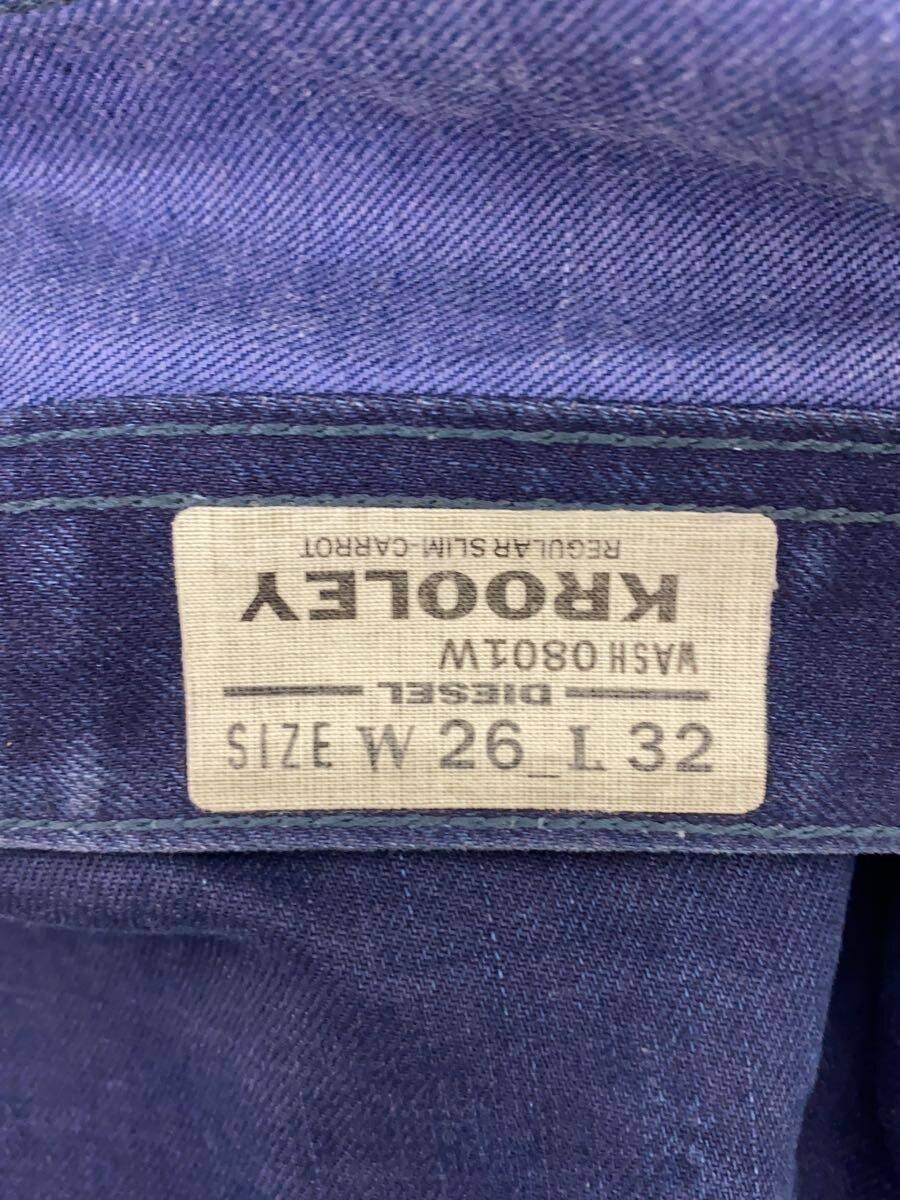 REGULAR SLIM-CARROT
KROOLEY
WASH 0801W
DIESEL
SIZE W 26_L 32